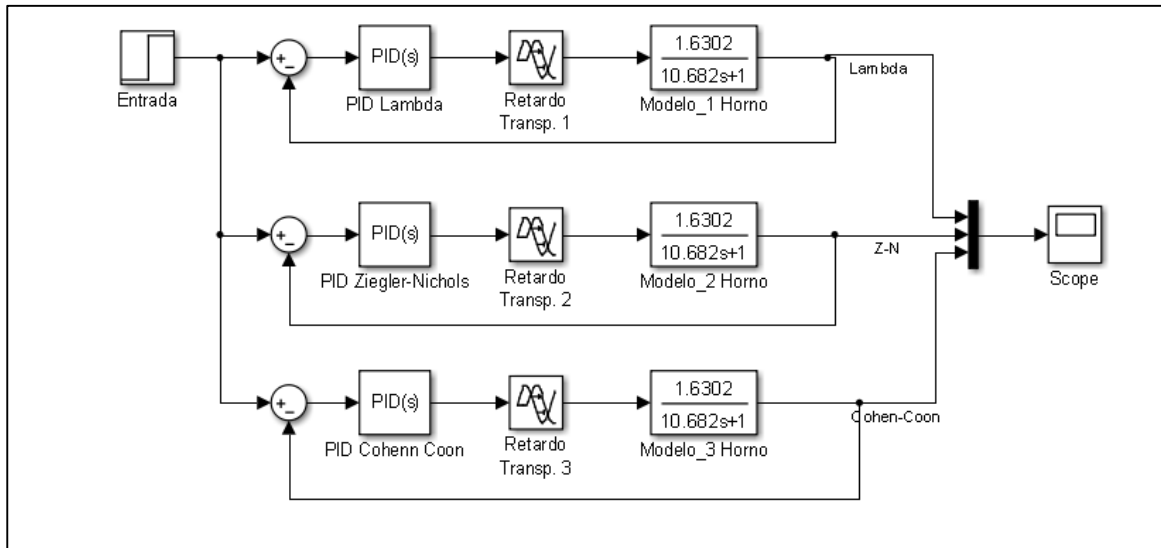 Entrada
PID(s)
PID Lambda
Retardo
Transp. 1
1.6302
10.682s+1
Modelo_1 Horno
Lambda
PID(s)
PID Ziegler-Nichols
Retardo
Transp. 2
1.6302
10.682s+1
Modelo_2 Horno
Z-N
Scope
PID(s)
PID Cohenn Coon
Retardo
Transp. 3
1.6302
10.682s+1
Modelo_3 Horno
Cohen-Coon